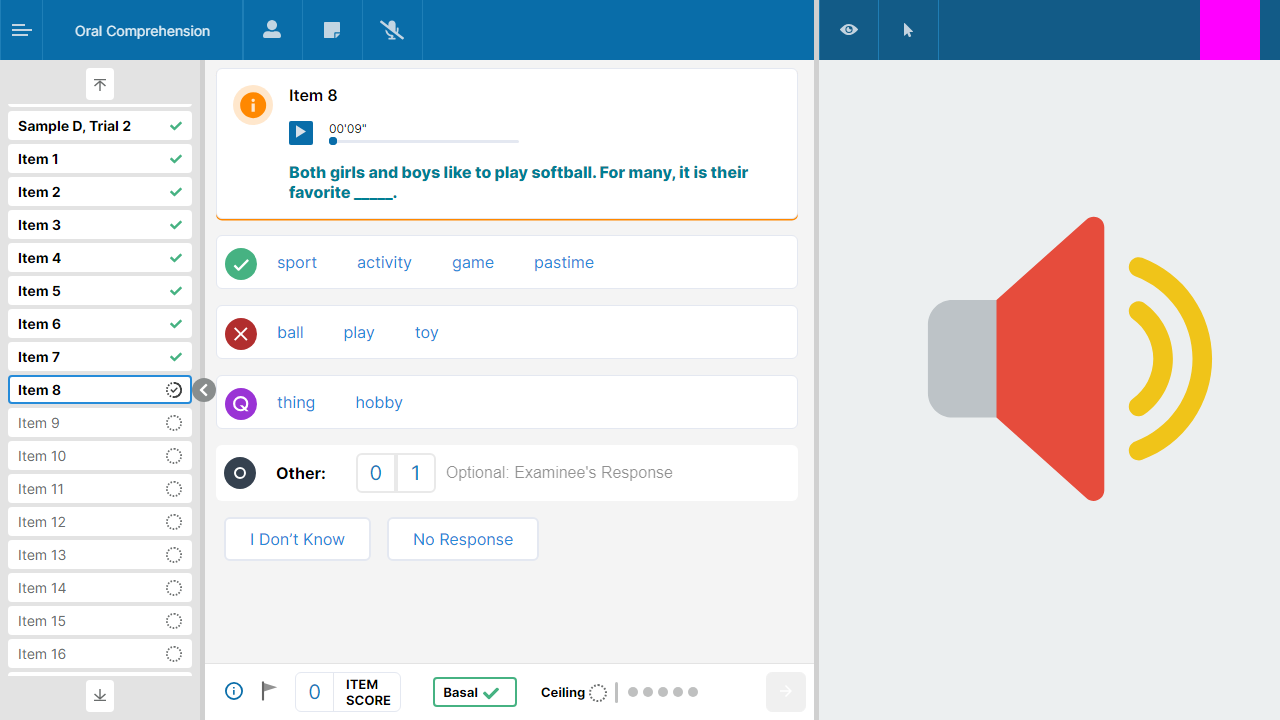 Oral Comprehension
Sample D, Trial 2
Item 1
Item 2
Item 3
Item 4
Item 5
Item 6
Item 7
Item 8
Item 9
Item 10
Item 11
Item 12
Item 13
Item 14
Item 15
Item 16
Item 8
00'09"
Both girls and boys like to play softball. For many, it is their
favorite _____.
sport activity game pastime
ball play toy
Q thing hobby
Other: 0 1 Optional: Examinee's Response
I Don’t Know No Response
0 ITEM
SCORE
Basal
Ceiling